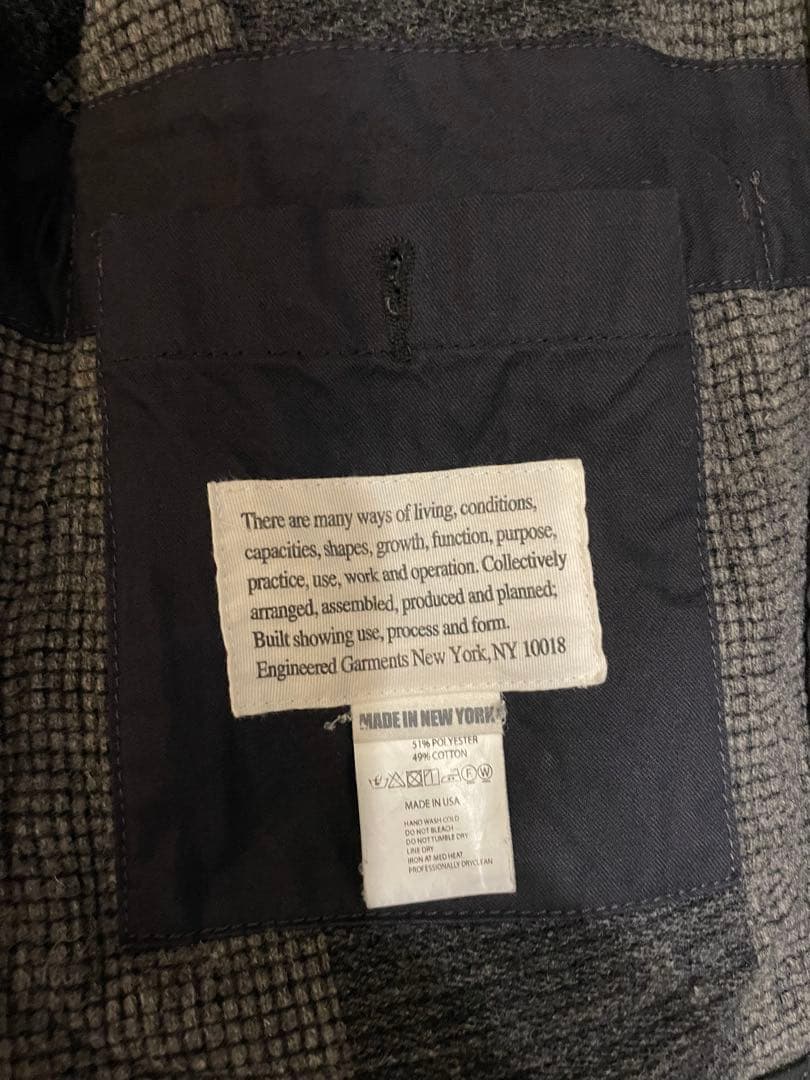 There are many ways of living, conditions,
capacities, shapes, growth, function, purpose,
practice, use, work and operation. Collectively
arranged, assembled, produced and planned;
Built showing use, process and form.
Engineered Garments New York, NY 10018
MADE IN NEW YORK
51% POLYESTER
49% COTTON
F W
MADE IN USA
HAND WASH COLD
DO NOT BLEACH
DO NOT TUMBLE DRY
LINE DRY
IRON AT MED HEAT
PROFESSIONALLY DRYCLEAN